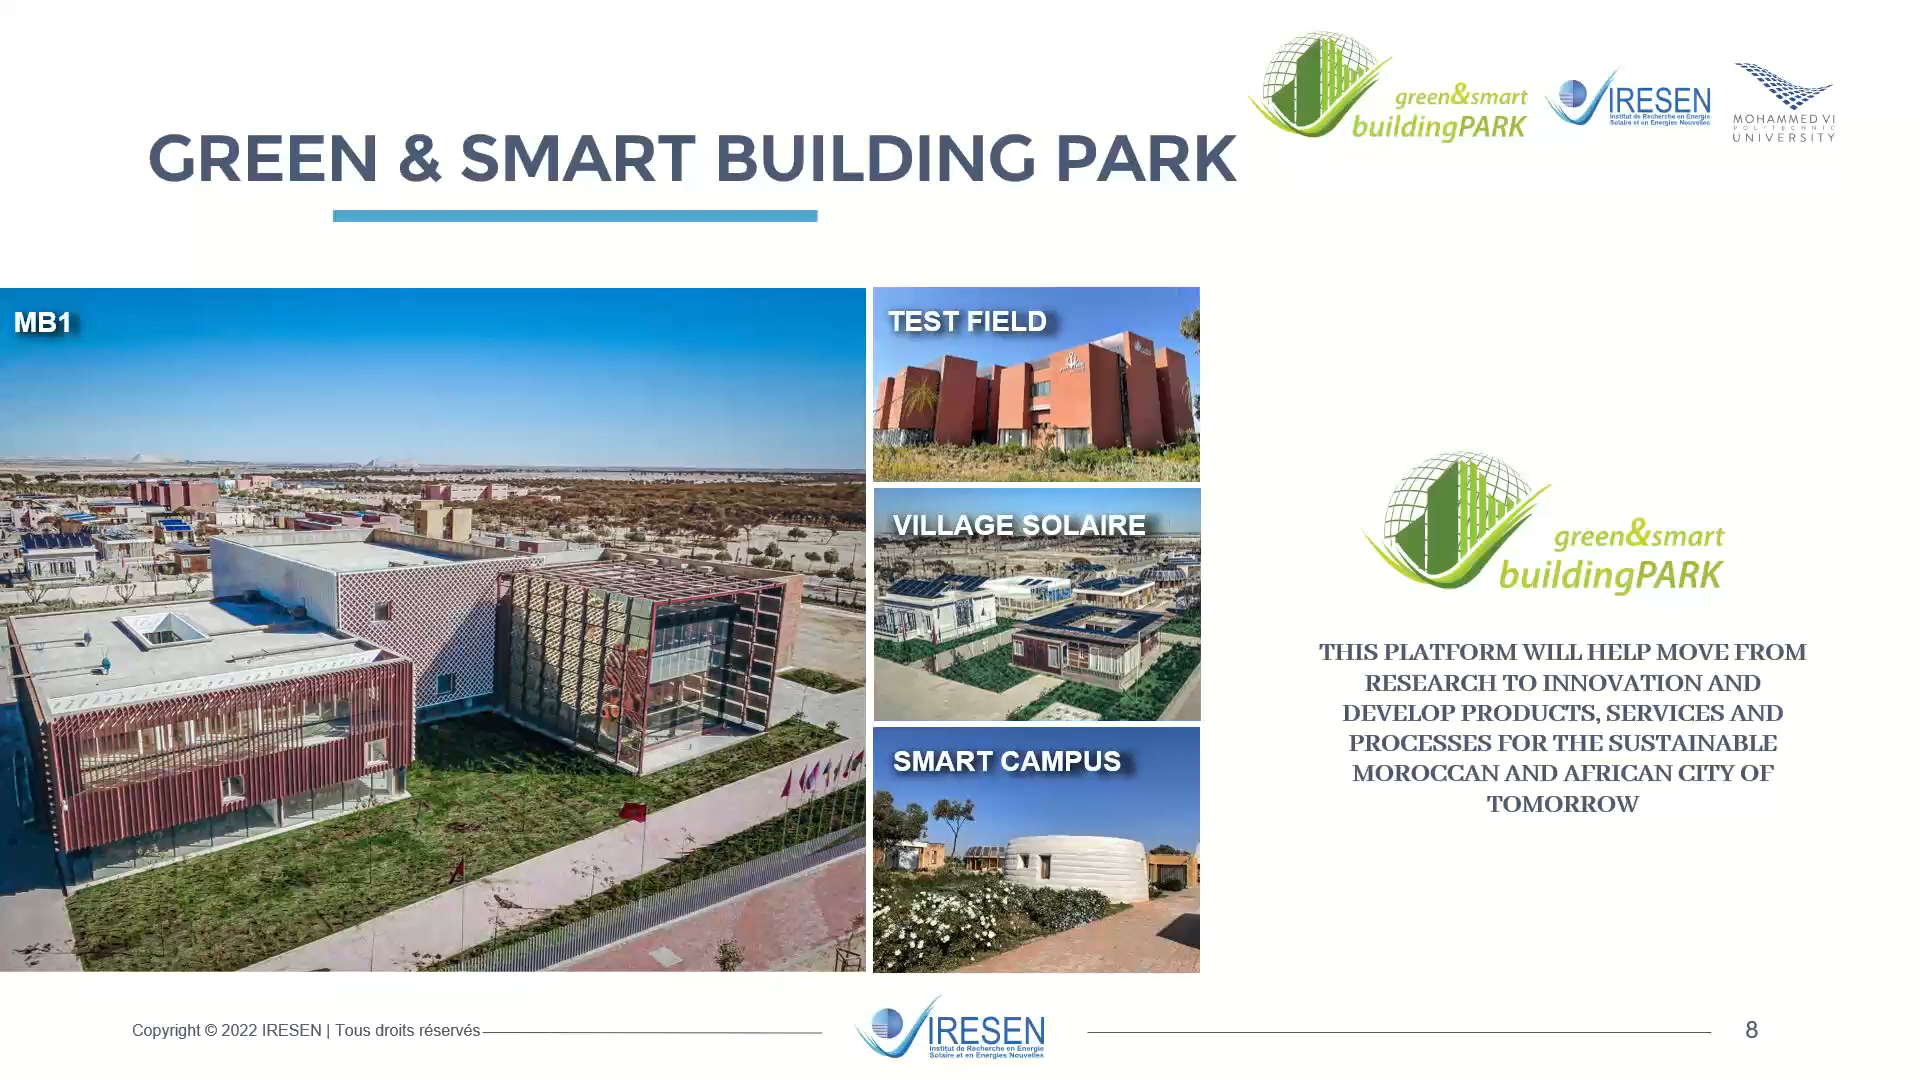 GREEN & SMART BUILDING PARK
green&smart
buildingPARK
IRESEN
Institut de Recherche en Energie
Solaire et en Energies Nouvelles
MOHAMMED VI
POLYTECHNIC
UNIVERSITY
MB1
TEST FIELD
VILLAGE SOLAIRE
SMART CAMPUS
green&smart
buildingPARK
THIS PLATFORM WILL HELP MOVE FROM
RESEARCH TO INNOVATION AND
DEVELOP PRODUCTS, SERVICES AND
PROCESSES FOR THE SUSTAINABLE
MOROCCAN AND AFRICAN CITY OF
TOMORROW
Copyright © 2022 IRESEN | Tous droits réservés
IRESEN
Institut de Recherche en Energie
Solaire et en Energies Nouvelles
8